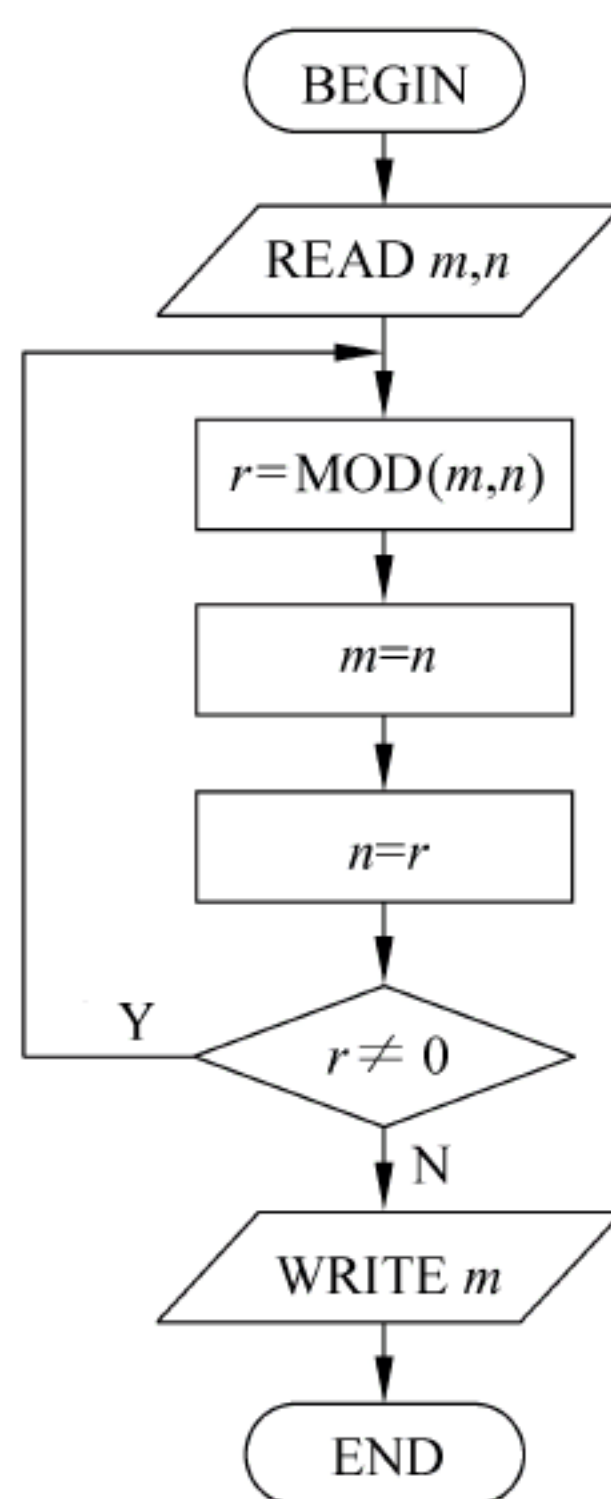 BEGIN
READ m,n
r=MOD(m,n)
m=n
n=r
r≠0
Y
N
WRITE m
END